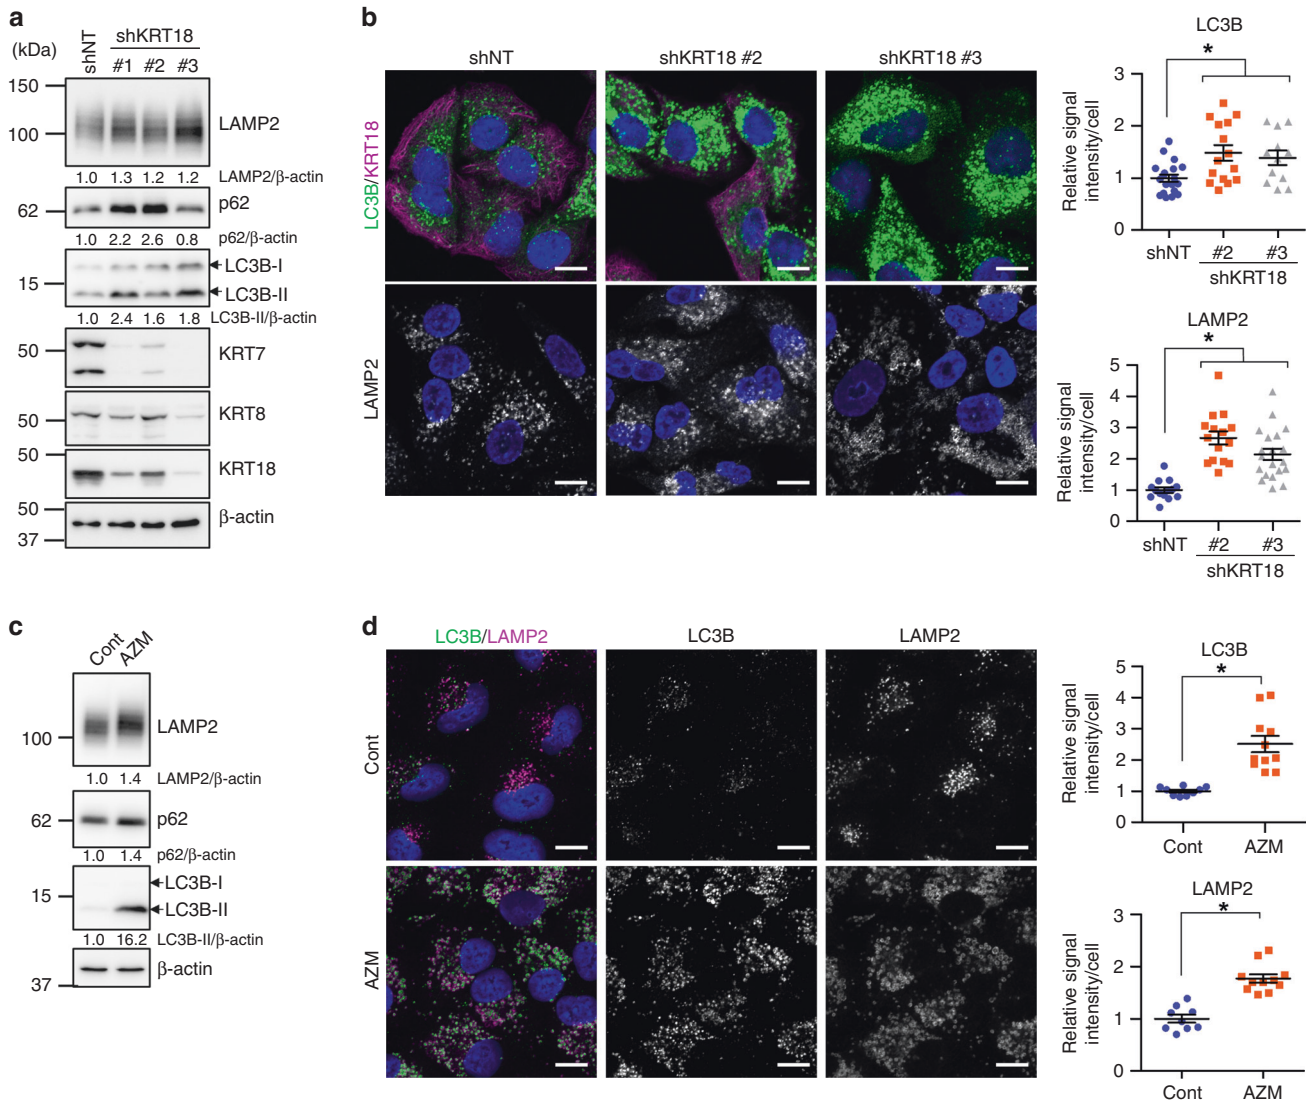 a
(kDa)
shNT
shKRT18
#1 #2 #3
150
100
LAMP2
1.0 1.3 1.2 1.2 LAMP2/β-actin
62
p62
1.0 2.2 2.6 0.8 p62/β-actin
LC3B-I
15
LC3B-II
1.0 2.4 1.6 1.8 LC3B-II/β-actin
50
KRT7
50
KRT8
50
KRT18
50
β-actin
37
b
shNT
shKRT18 #2
shKRT18 #3
LC3B/KRT18
LAMP2
LC3B
*
Relative signal
intensity/cell
3
2
1
0
shNT
#2 #3
shKRT18
LAMP2
*
Relative signal
intensity/cell
5
4
3
2
1
0
shNT
#2 #3
shKRT18
c
Cont
AZM
100
LAMP2
1.0 1.4 LAMP2/β-actin
62
p62
1.0 1.4 p62/β-actin
LC3B-I
15
LC3B-II
1.0 16.2 LC3B-II/β-actin
β-actin
37
d
LC3B/LAMP2
LC3B
LAMP2
Cont
AZM
LC3B
*
Relative signal
intensity/cell
5
4
3
2
1
0
Cont AZM
LAMP2
*
Relative signal
intensity/cell
3
2
1
0
Cont AZM